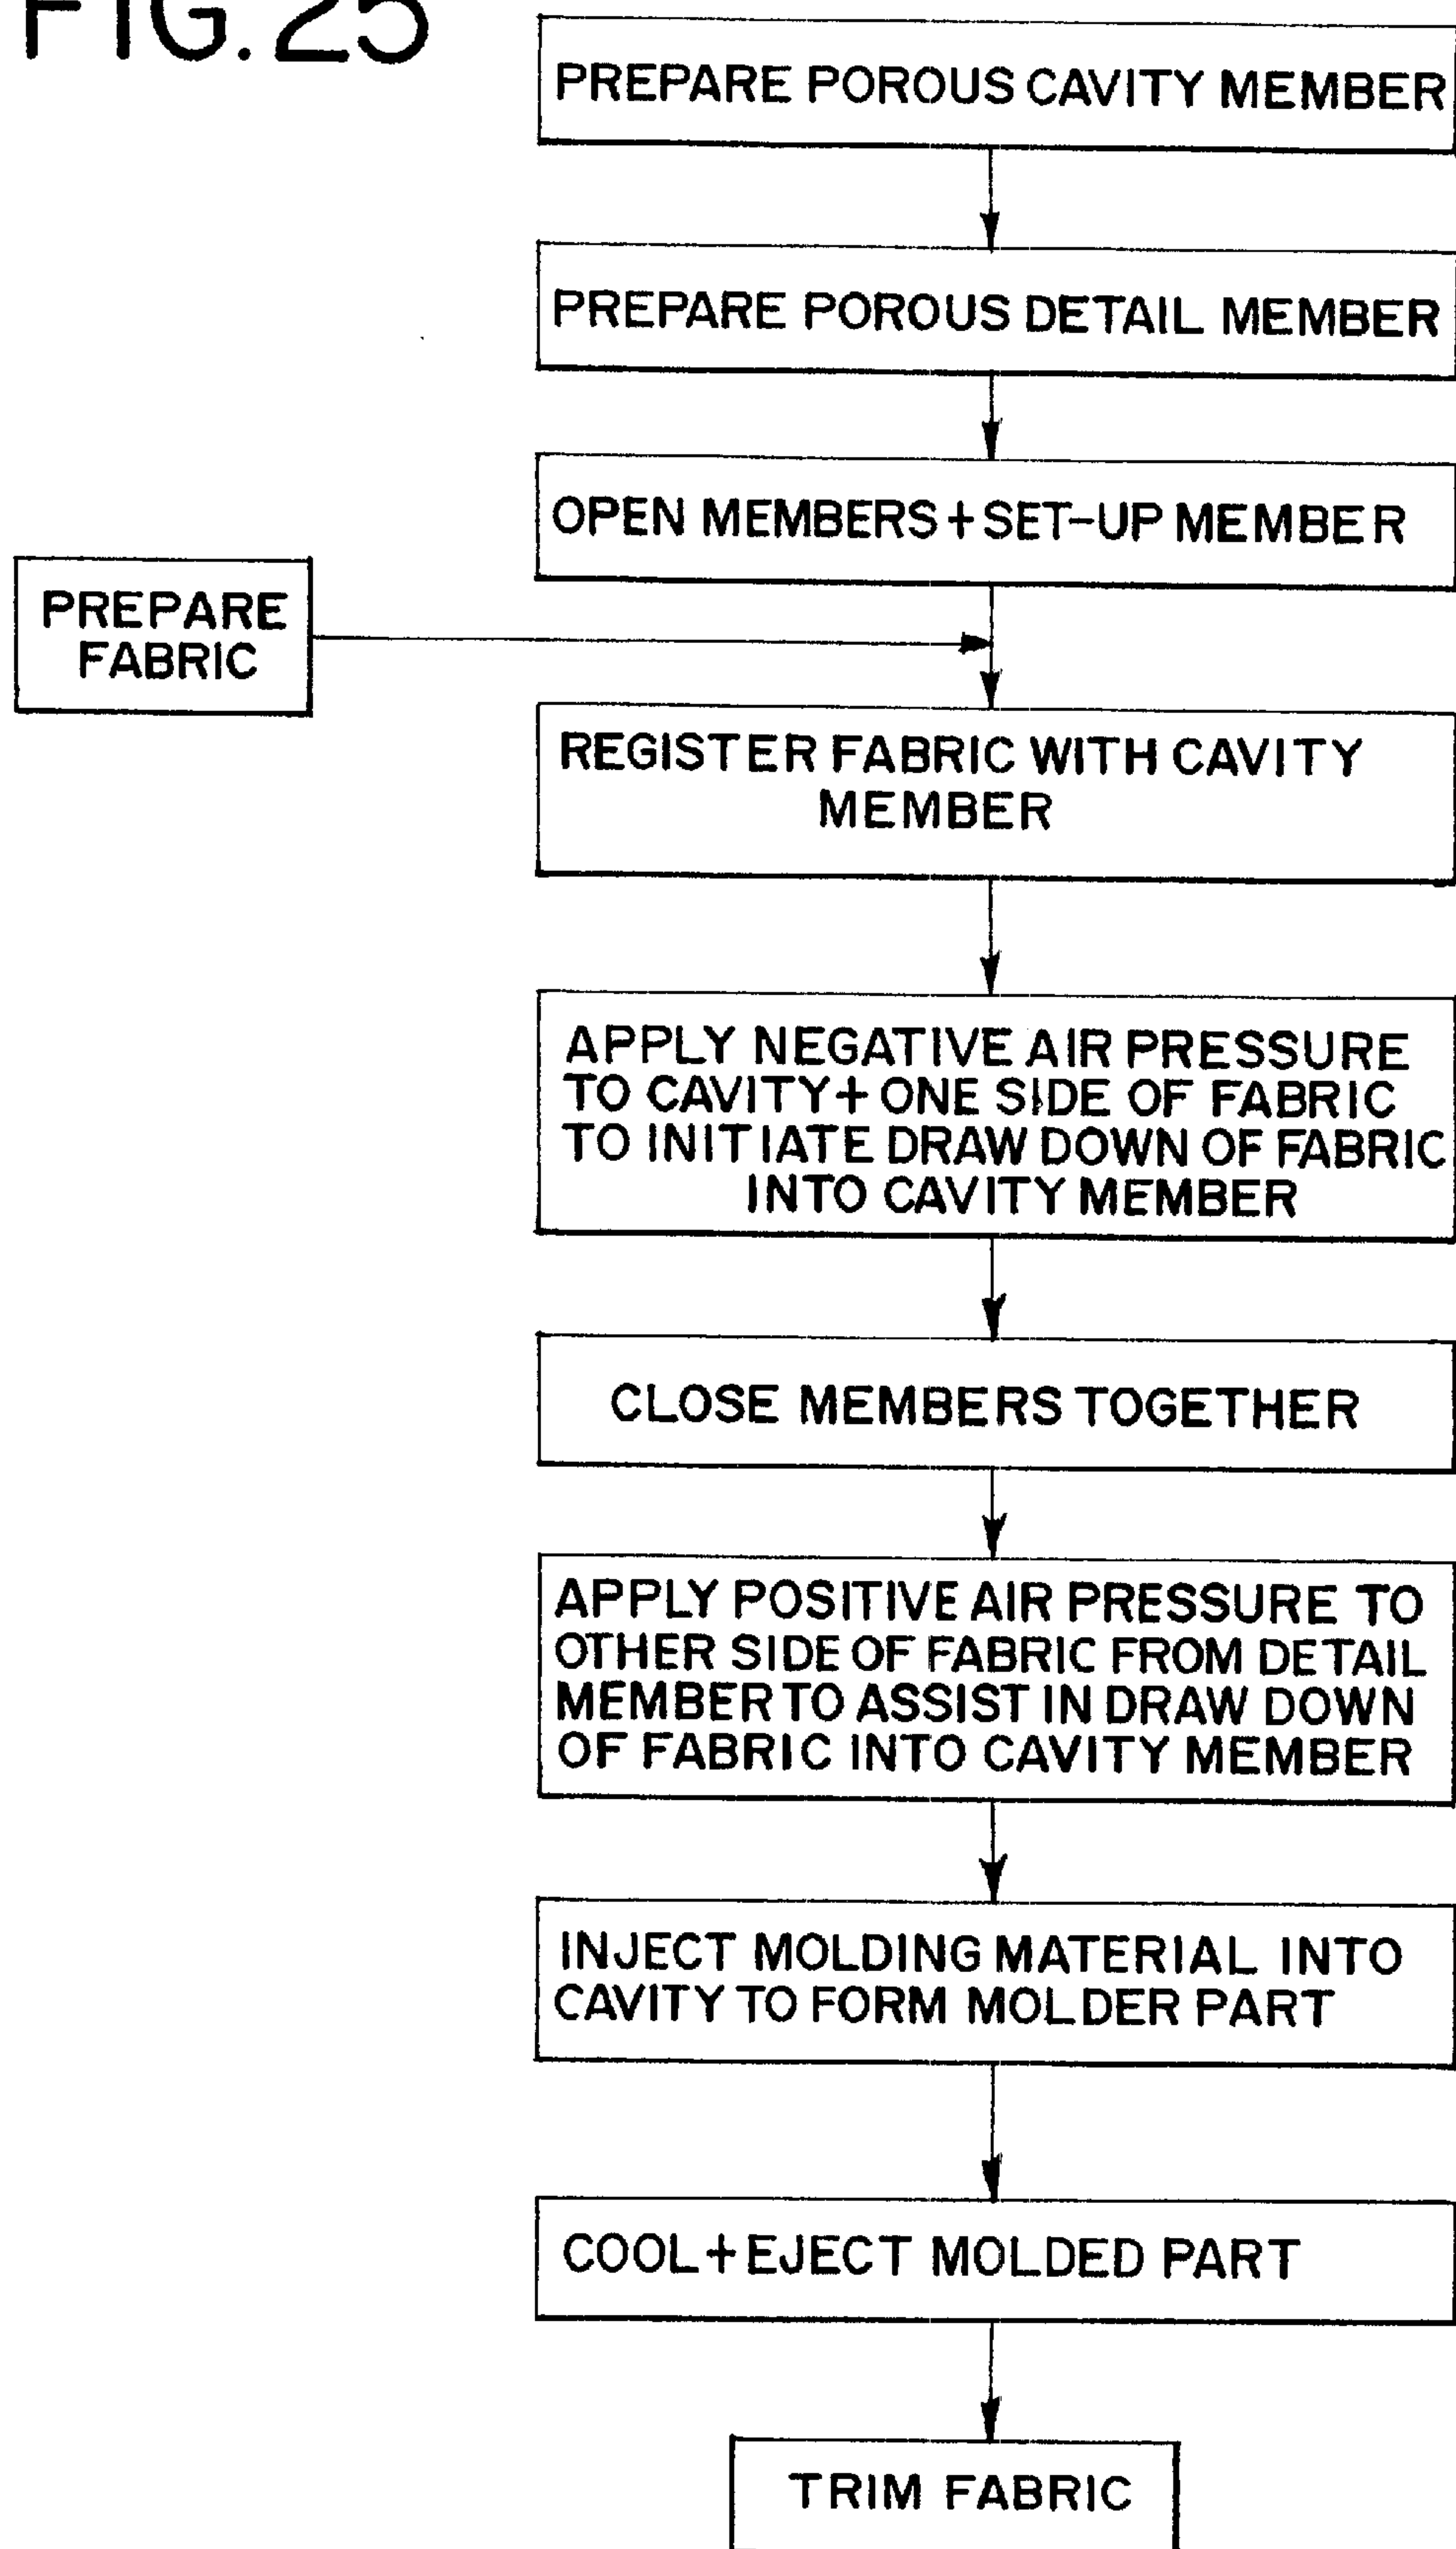 FIG. 25
PREPARE POROUS CAVITY MEMBER
PREPARE POROUS DETAIL MEMBER
OPEN MEMBERS + SET-UP MEMBER
PREPARE
FABRIC
REGISTER FABRIC WITH CAVITY
MEMBER
APPLY NEGATIVE AIR PRESSURE
TO CAVITY + ONE SIDE OF FABRIC
TO INITIATE DRAW DOWN OF FABRIC
INTO CAVITY MEMBER
CLOSE MEMBERS TOGETHER
APPLY POSITIVE AIR PRESSURE TO
OTHER SIDE OF FABRIC FROM DETAIL
MEMBER TO ASSIST IN DRAW DOWN
OF FABRIC INTO CAVITY MEMBER
INJECT MOLDING MATERIAL INTO
CAVITY TO FORM MOLDER PART
COOL + EJECT MOLDED PART
TRIM FABRIC